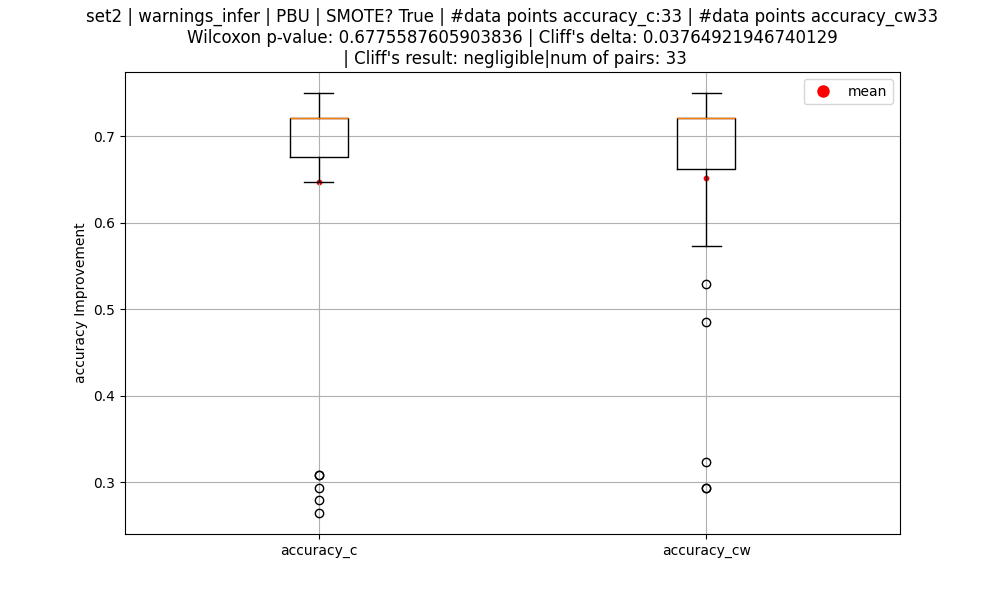 set2 | warnings_infer | PBU | SMOTE? True | #data points accuracy_c:33 | #data points accuracy_cw33
Wilcoxon p-value: 0.6775587605903836 | Cliff's delta: 0.03764921946740129
| Cliff's result: negligible|num of pairs: 33
mean
0.7
0.6
0.5
0.4
0.3
accuracy Improvement
accuracy_c
accuracy_cw